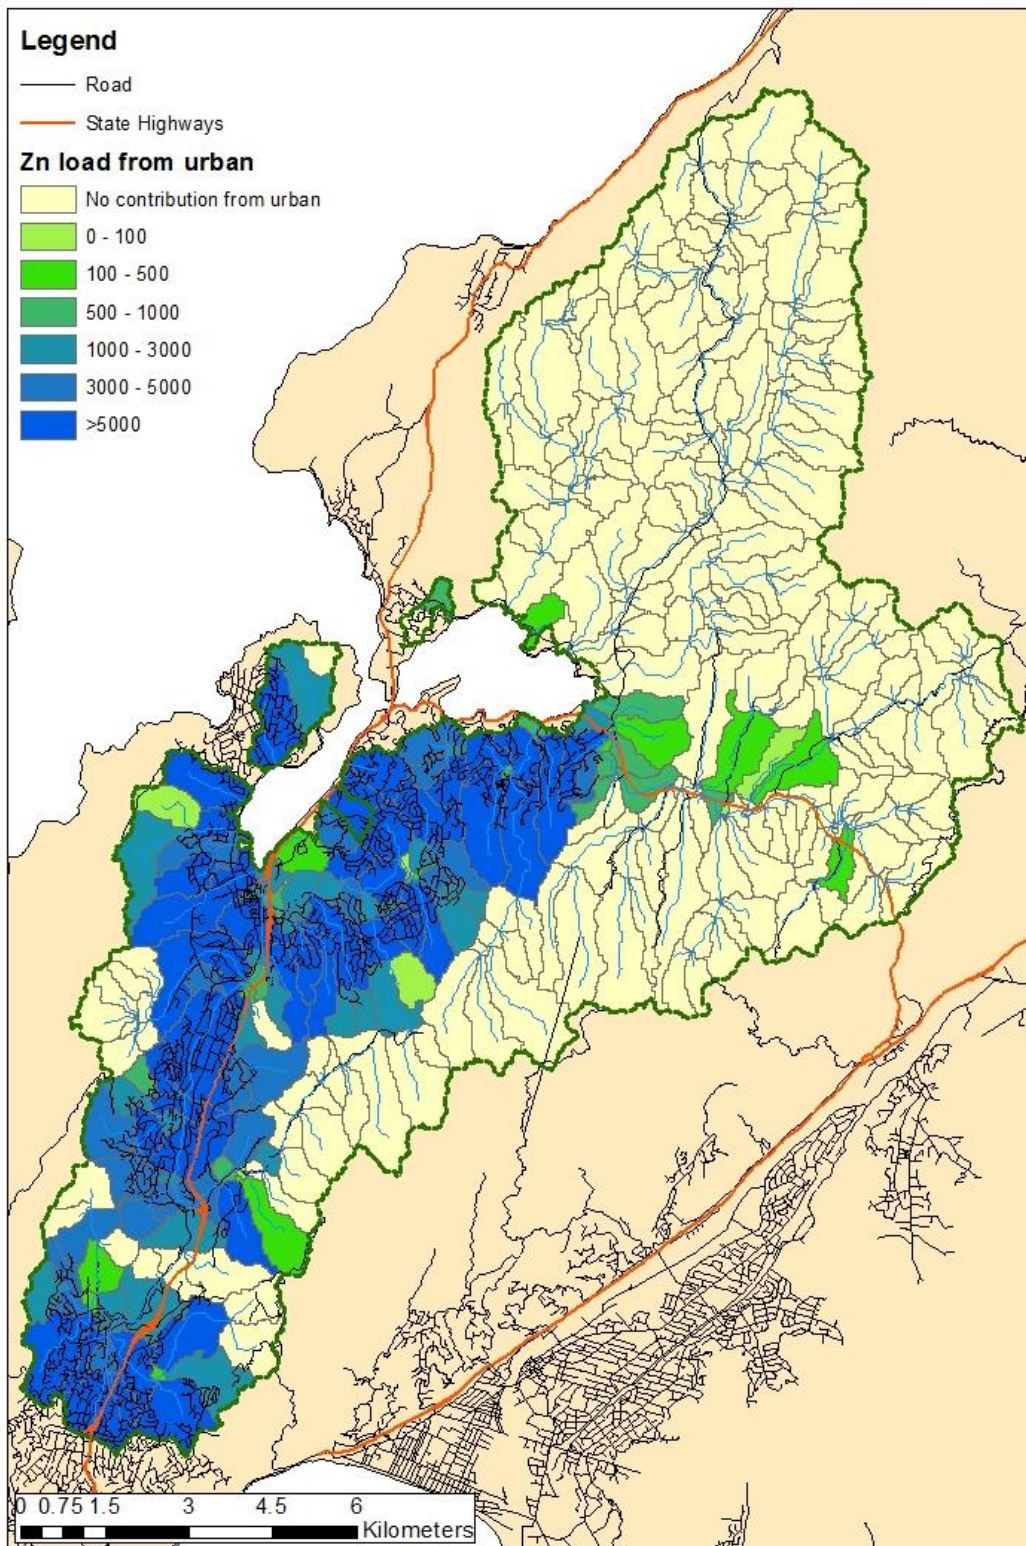 Legend
Road
State Highways
Zn load from urban
No contribution from urban
0 - 100
100 - 500
500 - 1000
1000 - 3000
3000 - 5000
>5000
0 0.75 1.5 3 4.5 6
Kilometers